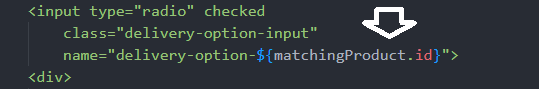 <input type="radio" checked
class="delivery-option-input"
name="delivery-option-${matchingProduct.id}">
<div>